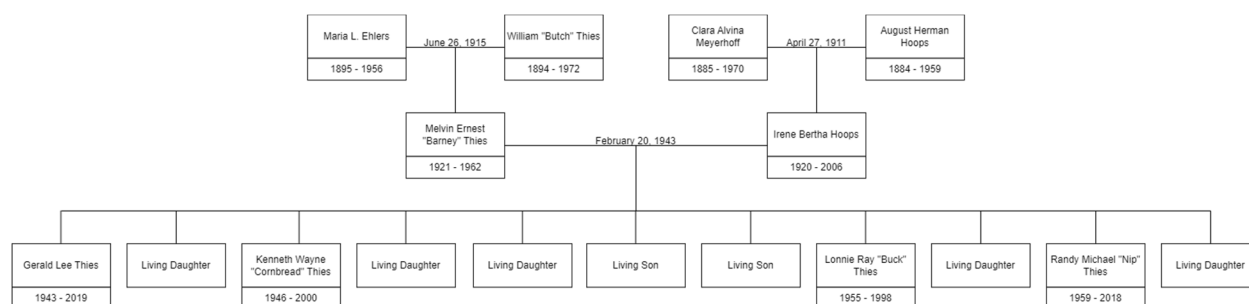 Maria L. Ehlers
1895 - 1956
June 26, 1915
William "Butch" Thies
1894 - 1972
Clara Alvina
Meyerhoff
1885 - 1970
April 27, 1911
August Herman
Hoops
1884 - 1959
Melvin Ernest
"Barney" Thies
1921 - 1962
February 20, 1943
Irene Bertha Hoops
1920 - 2006
Gerald Lee Thies
1943 - 2019
Living Daughter
Kenneth Wayne
"Cornbread" Thies
1946 - 2000
Living Daughter
Living Daughter
Living Son
Living Son
Lonnie Ray "Buck"
Thies
1955 - 1998
Living Daughter
Randy Michael "Nip"
Thies
1959 - 2018
Living Daughter